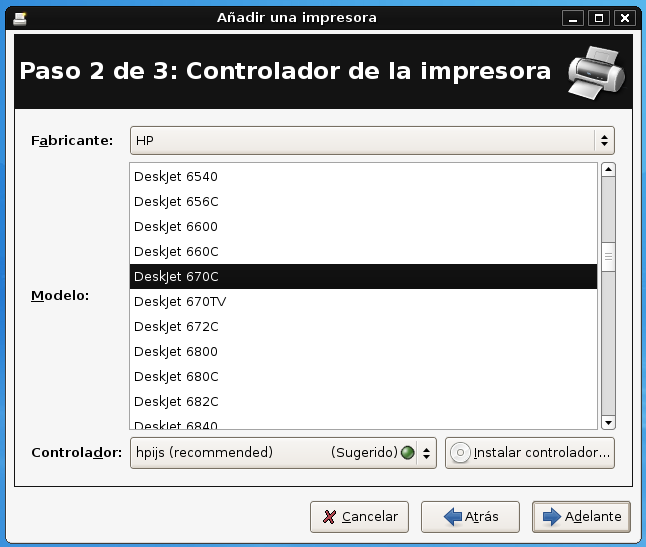 Añadir una impresora
Paso 2 de 3: Controlador de la impresora
Fabricante: HP
DeskJet 6540
DeskJet 656C
DeskJet 6600
DeskJet 660C
DeskJet 670C
Modelo:
DeskJet 670TV
DeskJet 672C
DeskJet 6800
DeskJet 680C
DeskJet 682C
DeskJet 6840
Controlador: hpijs (recommended) (Sugerido) Instalar controlador...
Cancelar Atrás Adelante